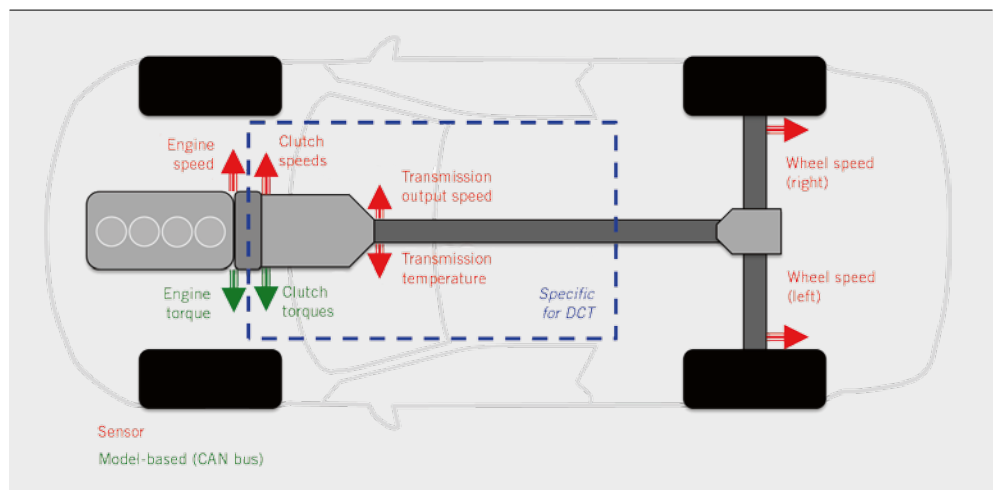 Engine
speed
Clutch
speeds
Transmission
output speed
Wheel speed
(right)
Transmission
temperature
Engine
torque
Clutch
torques
Specific
for DCT
Wheel speed
(left)
Sensor
Model-based (CAN bus)